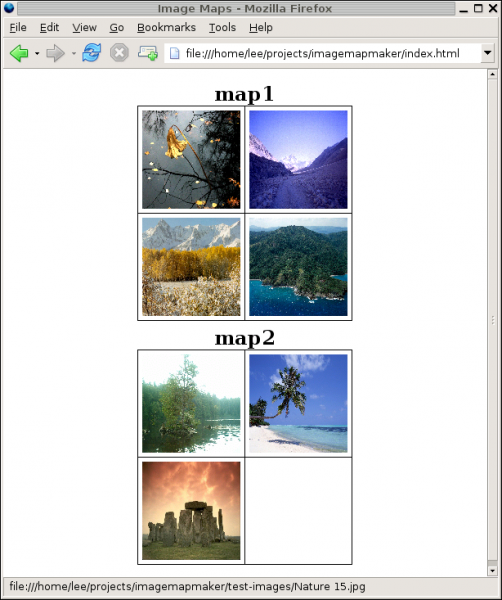 Image Maps - Mozilla Firefox
File Edit View Go Bookmarks Tools Help
file:///home/lee/projects/imagemapmaker/index.html
map1
map2
file:///home/lee/projects/imagemapmaker/test-images/Nature 15.jpg